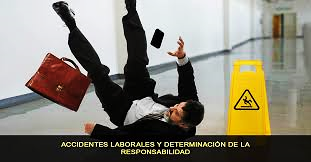 ACCIDENTES LABORALES Y DETERMINACIÓN DE LA
RESPONSABILIDAD